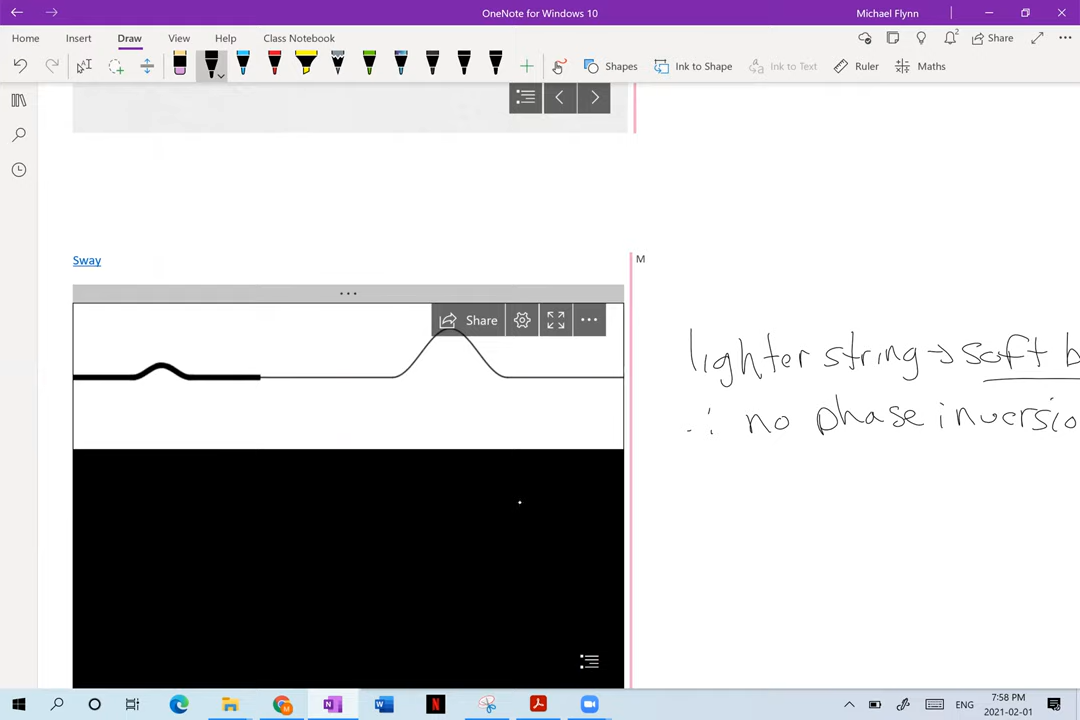 OneNote for Windows 10
Michael Flynn
Home Insert Draw View Help Class Notebook
Share
Shapes Ink to Shape Ink to Text Ruler Maths
Sway
M
Share
lighter string → soft b
∴ no phase inversio
ENG
7:58 PM
2021-02-01